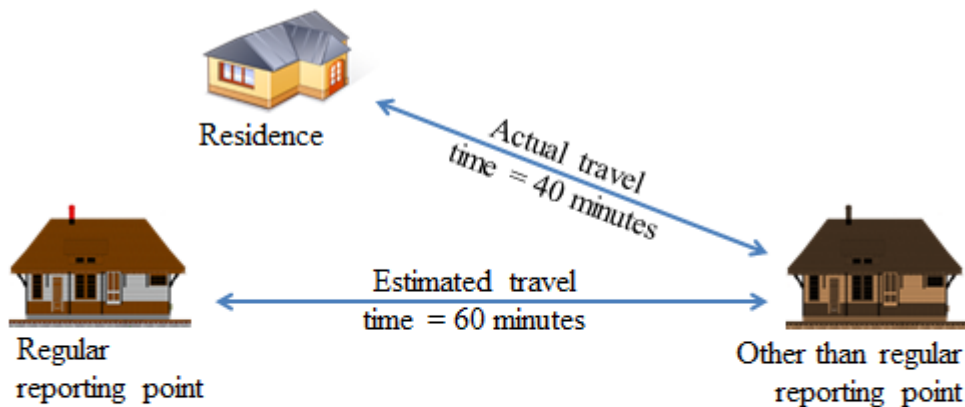 Residence
Actual travel
time = 40 minutes
Estimated travel
time = 60 minutes
Regular
reporting point
Other than regular
reporting point